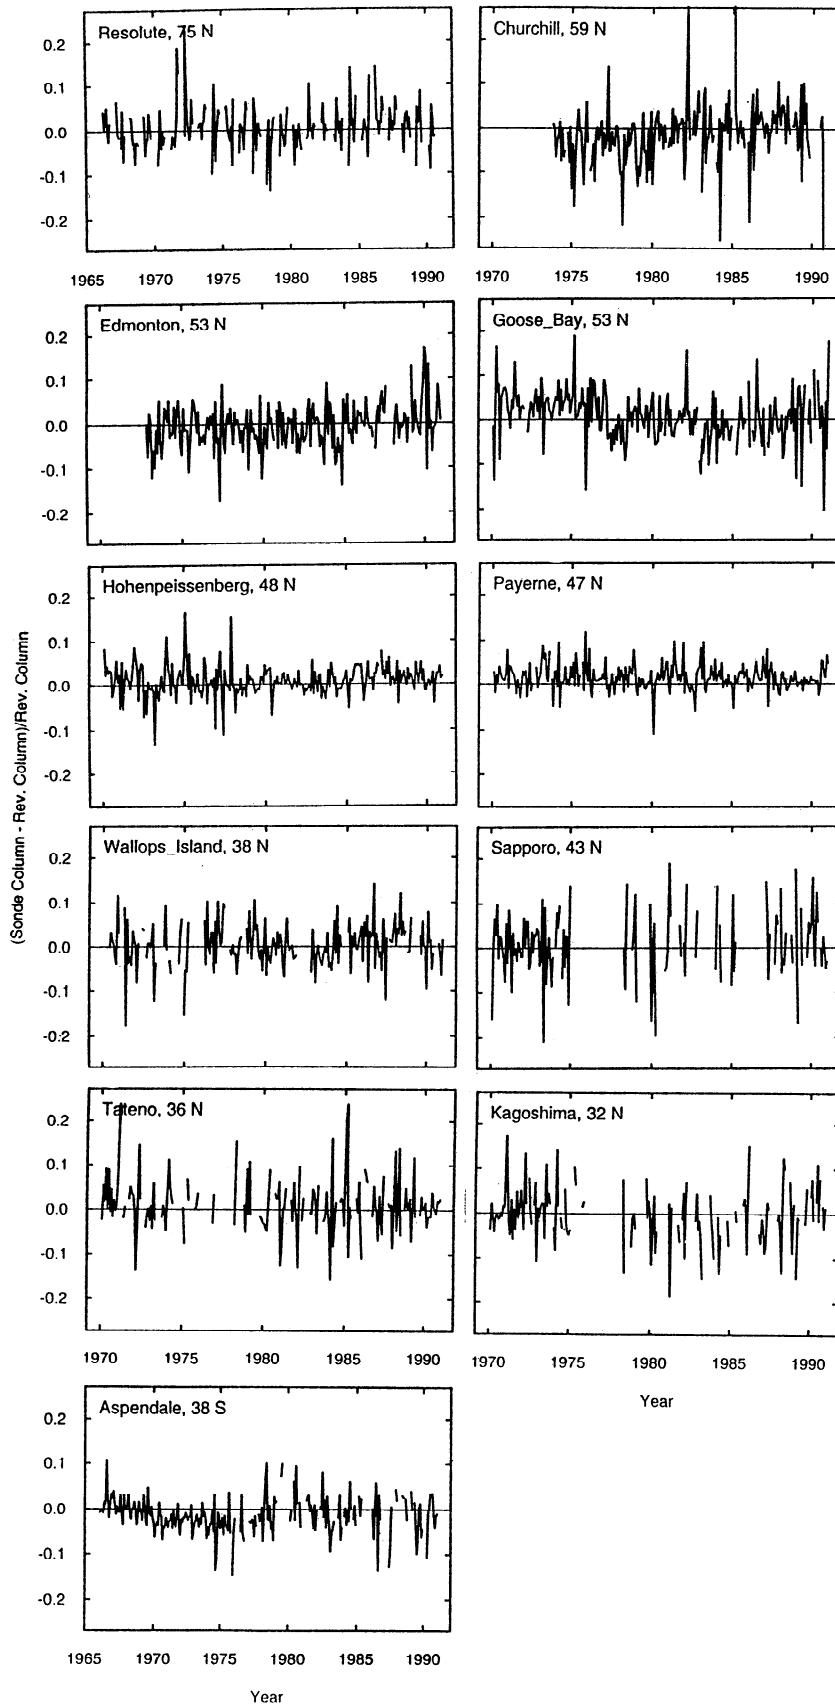 Resolute, 75 N
0.2
0.1
0.0
-0.1
-0.2
1965 1970 1975 1980 1985 1990
Churchill, 59 N
1970 1975 1980 1985 1990
Edmonton, 53 N
0.2
0.1
0.0
-0.1
-0.2
Goose_Bay, 53 N
Hohenpeissenberg, 48 N
0.2
0.1
0.0
-0.1
-0.2
Payerne, 47 N
(Sonde Column - Rev. Column)/Rev. Column
Wallops_Island, 38 N
0.2
0.1
0.0
-0.1
-0.2
Sapporo, 43 N
Tateno, 36 N
0.2
0.1
0.0
-0.1
-0.2
1970 1975 1980 1985 1990
Kagoshima, 32 N
1970 1975 1980 1985 1990
Year
Aspendale, 38 S
0.2
0.1
0.0
-0.1
-0.2
1965 1970 1975 1980 1985 1990
Year